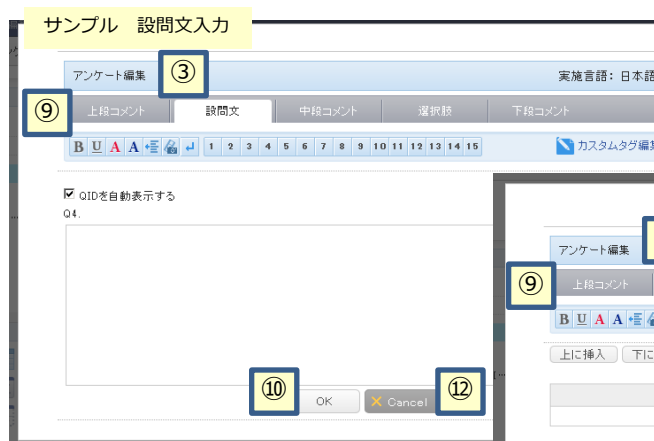 サンプル　設問文入力
アンケート編集 ③ 実施言語: 日本語
⑨ 上段コメント 設問文 中段コメント 選択肢 下段コメント
B U A A 1 2 3 4 5 6 7 8 9 10 11 12 13 14 15 カスタムタグ編集
QIDを自動表示する
Q4.
⑩ OK Cancel ⑫
アンケート編集
⑨ 上段コメント
B U A A
上に挿入 下に